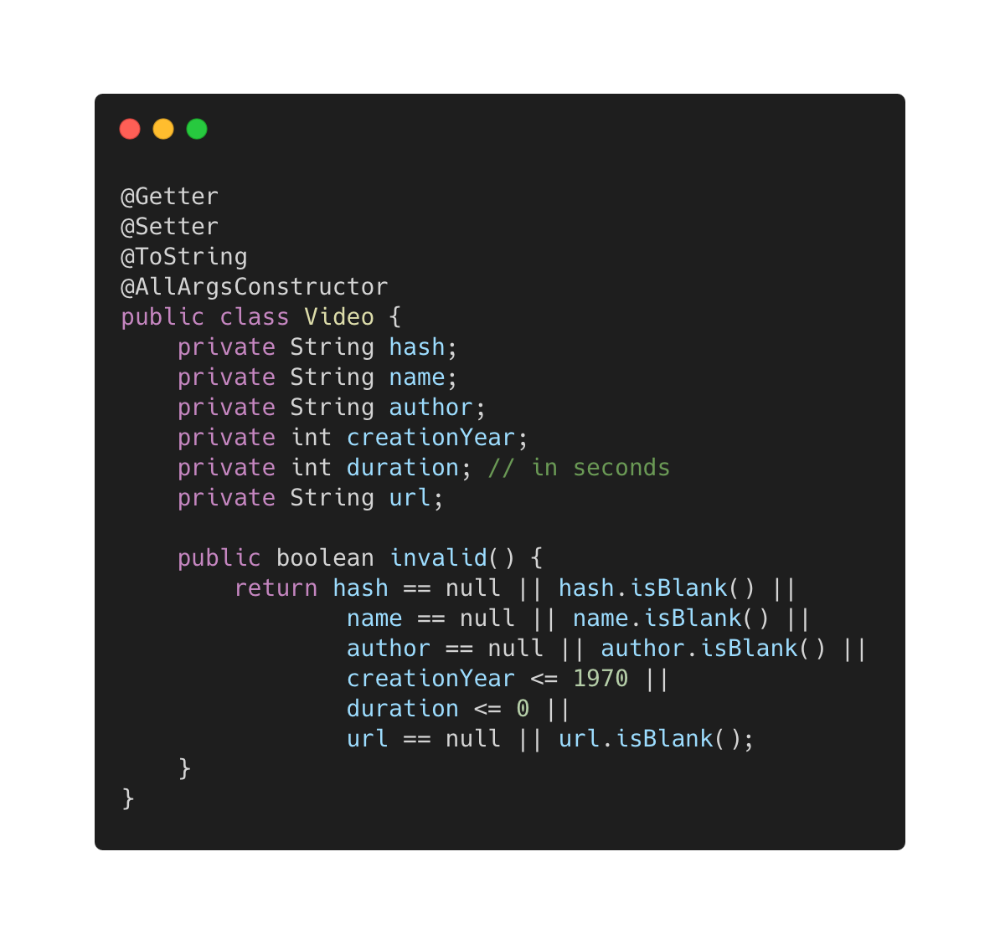 @Getter
@Setter
@ToString
@AllArgsConstructor
public class Video {
    private String hash;
    private String name;
    private String author;
    private int creationYear;
    private int duration; // in seconds
    private String url;

    public boolean invalid() {
        return hash == null || hash.isBlank() ||
                name == null || name.isBlank() ||
                author == null || author.isBlank() ||
                creationYear <= 1970 ||
                duration <= 0 ||
                url == null || url.isBlank();
    }
}